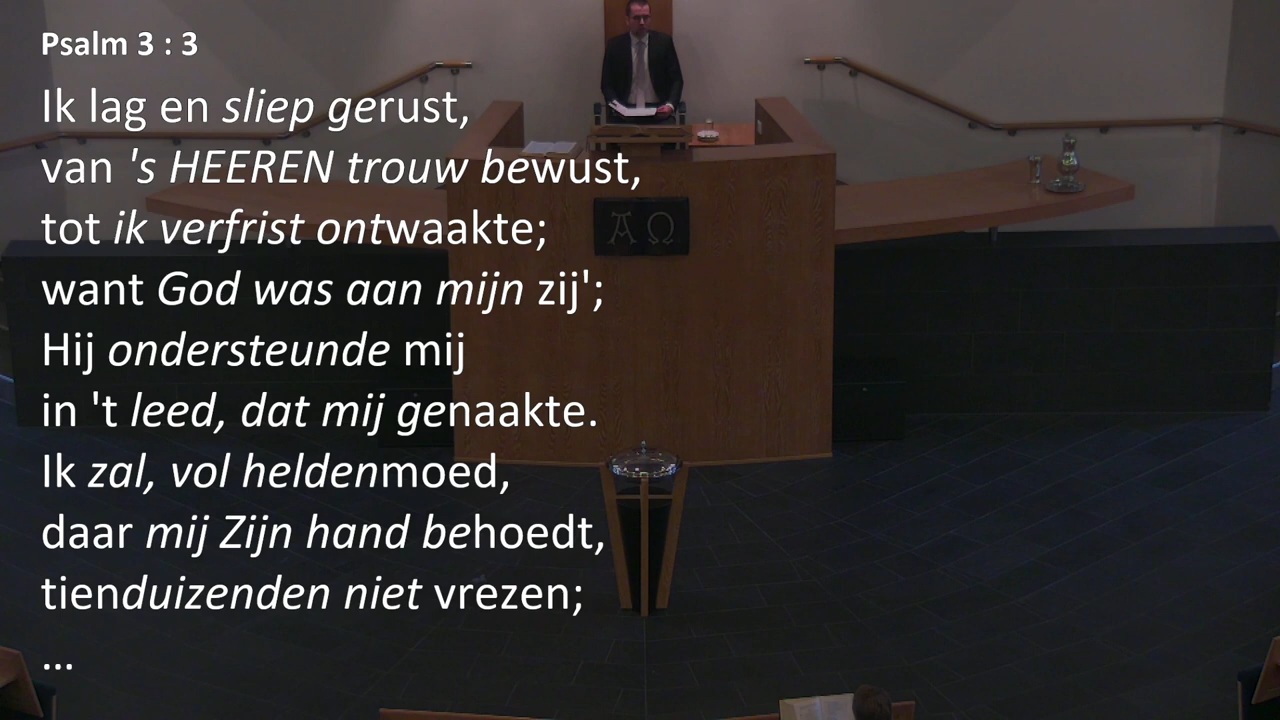 Psalm 3 : 3
Ik lag en sliep gerust,
van 's HEEREN trouw bewust,
tot ik verfrist ontwaakte;
want God was aan mijn zij';
Hij ondersteunde mij
in 't leed, dat mij genaakte.
Ik zal, vol heldenmoed,
daar mij Zijn hand behoedt,
tienduizenden niet vrezen;
...
Α Ω